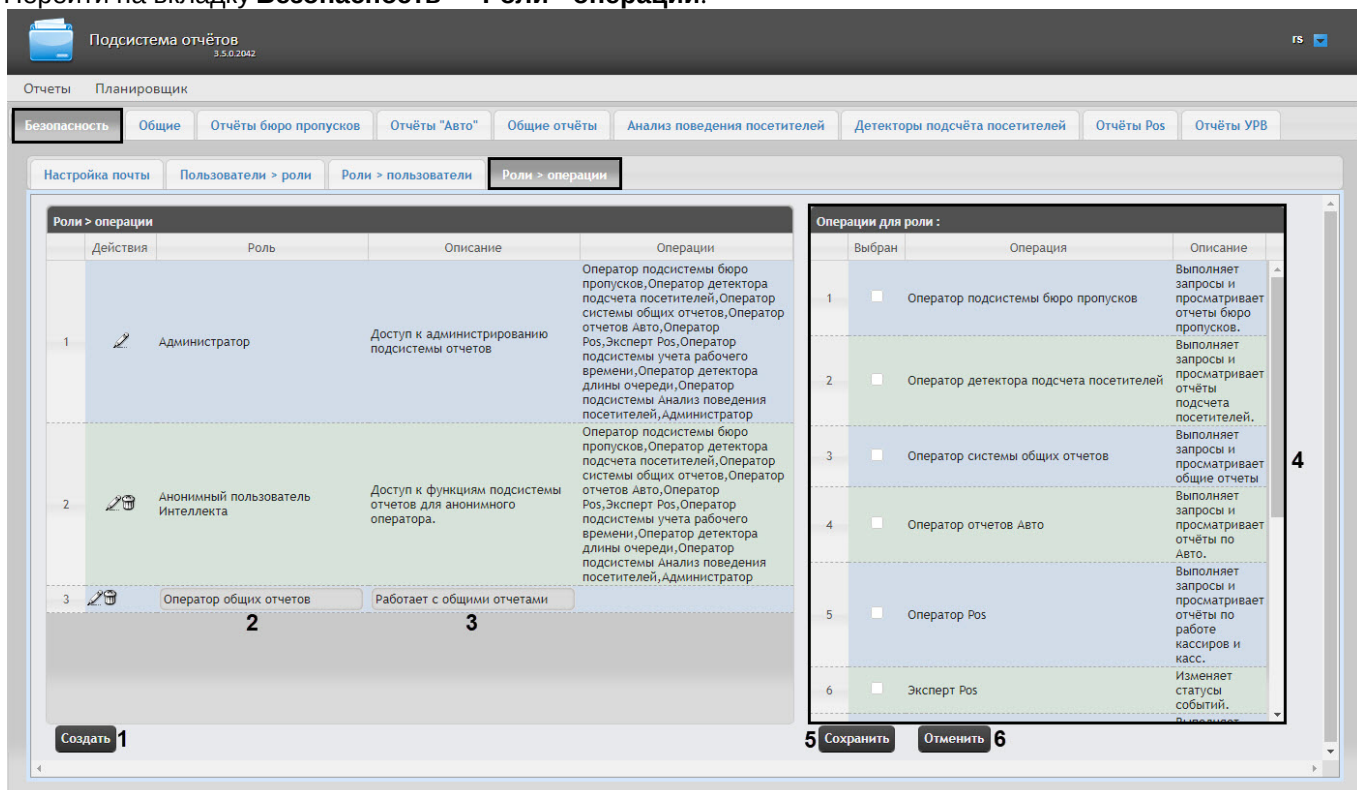 Перейти на вкладку Безопасность Роли операции.
Подсистема отчётов
3.5.0.2042
rs
Отчеты Планировщик
Безопасность Общие Отчёты бюро пропусков Отчёты "Авто" Общие отчёты Анализ поведения посетителей Детекторы подсчёта посетителей Отчёты Pos Отчёты УРВ
Настройка почты Пользователи > роли Роли > пользователи Роли > операции
Роли > операции
Действия Роль Описание Операции
1 Администратор
Доступ к администрированию
подсистемы отчетов
Оператор подсистемы бюро
пропусков,Оператор детектора
подсчета посетителей,Оператор
системы общих отчетов,Оператор
отчетов Авто,Оператор
Pos,Эксперт Pos,Оператор
подсистемы учета рабочего
времени,Оператор детектора
длины очереди,Оператор
подсистемы Анализ поведения
посетителей,Администратор
2 Анонимный пользователь
Интеллекта
Доступ к функциям подсистемы
отчетов для анонимного
оператора.
Оператор подсистемы бюро
пропусков,Оператор детектора
подсчета посетителей,Оператор
системы общих отчетов,Оператор
отчетов Авто,Оператор
Pos,Эксперт Pos,Оператор
подсистемы учета рабочего
времени,Оператор детектора
длины очереди,Оператор
подсистемы Анализ поведения
посетителей,Администратор
3 Оператор общих отчетов Работает с общими отчетами
2 3
Создать 1
Операции для роли :
Выбран Операция Описание
1 Оператор подсистемы бюро пропусков
Выполняет
запросы и
просматривает
отчеты бюро
пропусков.
2 Оператор детектора подсчета посетителей
Выполняет
запросы и
просматривает
отчёты
подсчета
посетителей.
3 Оператор системы общих отчетов
Выполняет
запросы и
просматривает
общие отчеты
4
4 Оператор отчетов Авто
Выполняет
запросы и
просматривает
отчёты по
Авто.
5 Оператор Pos
Выполняет
запросы и
просматривает
отчёты по
работе
кассиров и
касс.
6 Эксперт Pos
Изменяет
статусы
событий.
5 Сохранить Отменить 6